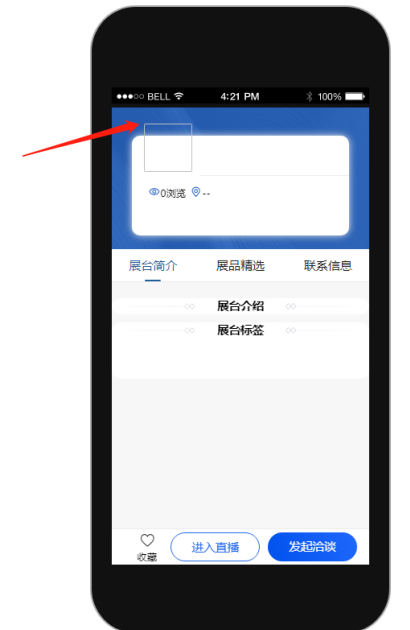 ●●●○○ BELL 4:21 PM 100%
0浏览 --
展台简介 展品精选 联系信息
展台介绍
展台标签
收藏 进入直播 发起洽谈